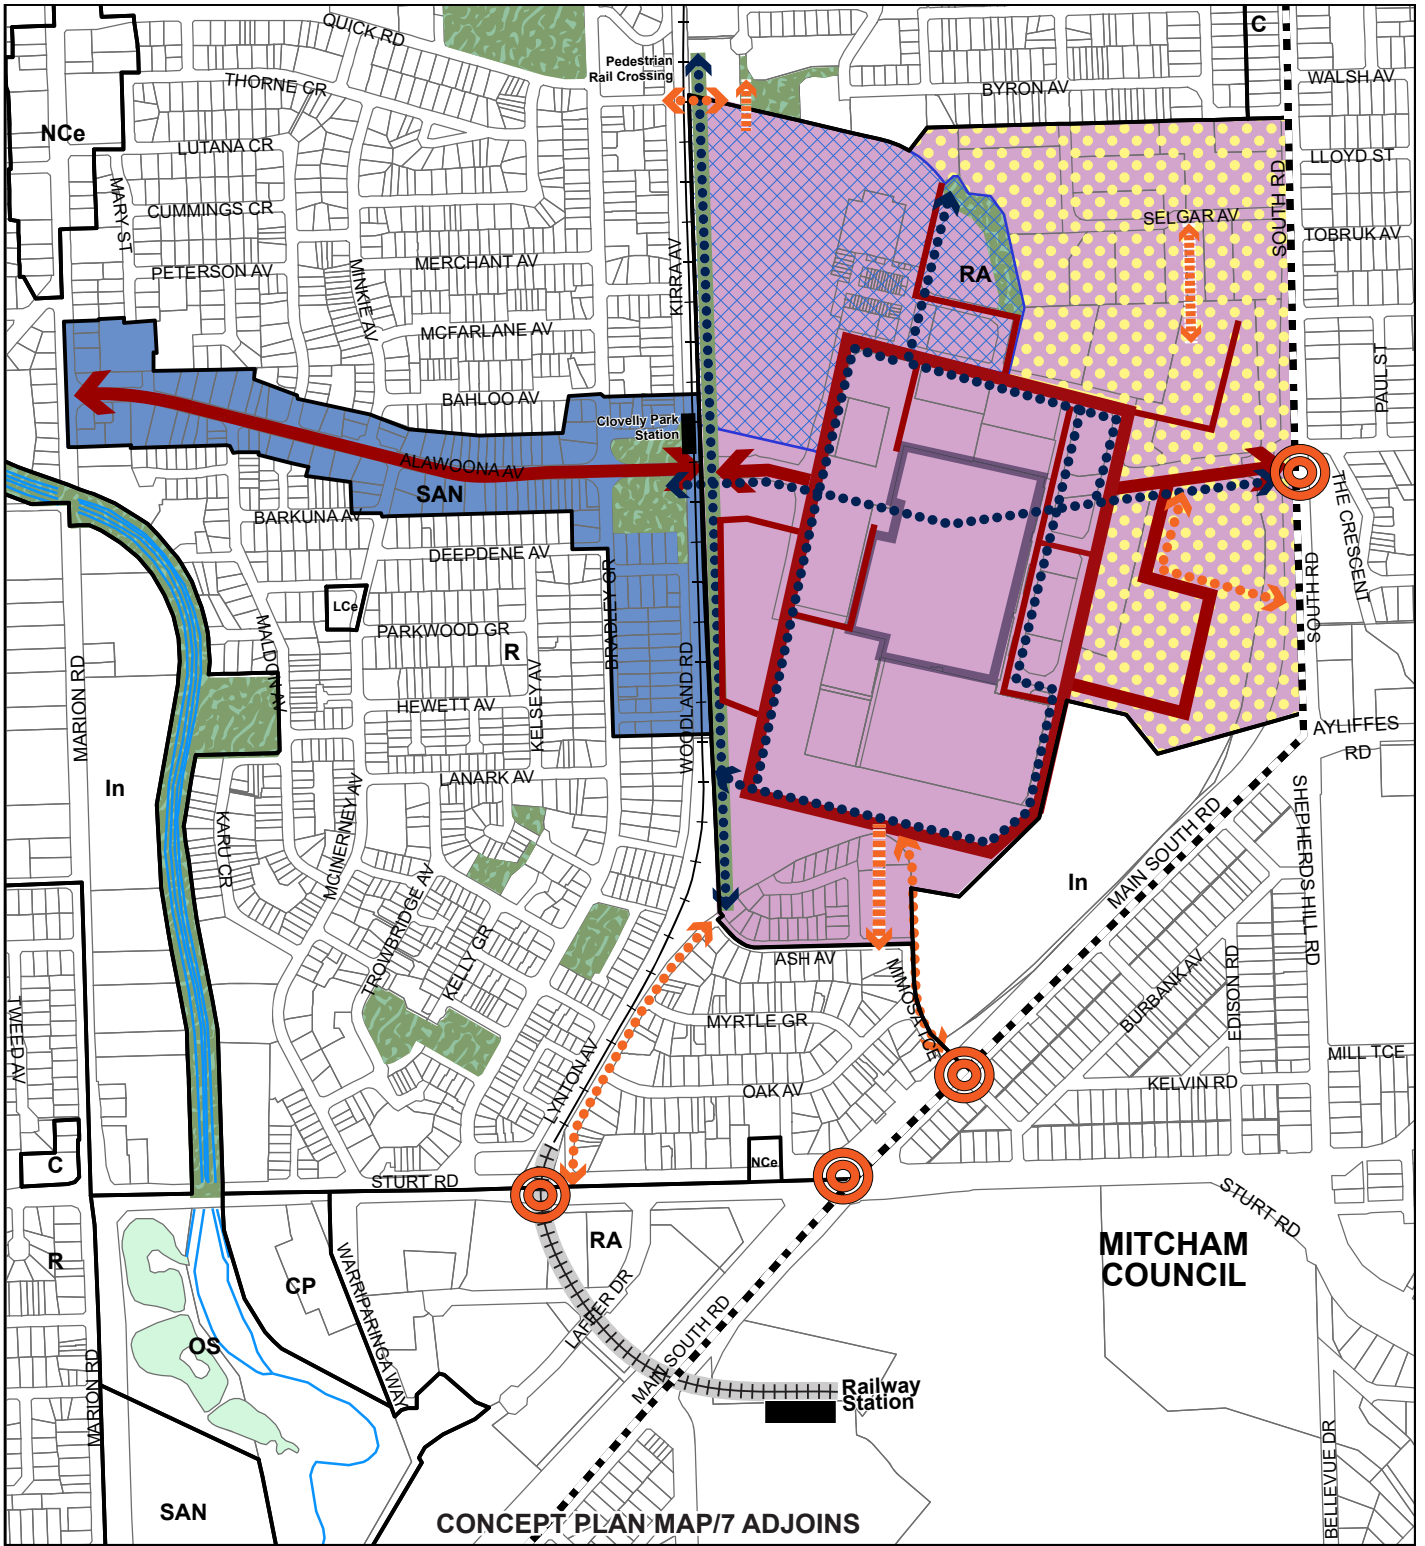 QUICK RD
C
Pedestrian
Rail Crossing
WALSH AV
THORNE CR
BYRON AV
NCe
LUTANA CR
LLOYD ST
MARY ST
CUMMINGS CR
SELGAR AV
SOUTH RD
TOBRUK AV
MERCHANT AV
KIRRA AV
PETERSON AV
RA
MINKIE AV
MCFARLANE AV
PAUL ST
BAHLOO AV
Clovelly Park
Station
ALAWOONA AV
SAN
BARKUNA AV
THE CRESCENT
DEEPDENE AV
SOUTH RD
BRADLEY GR
LCe
MALDON AV
PARKWOOD GR
R
MARION RD
KELSEY AV
WOODLAND RD
HEWETT AV
AYLIFFES
RD
LANARK AV
In
MCINERNEY AV
KARU CR
SHEPHERDS HILL RD
MAIN SOUTH RD
In
TROWBRIDGE AV
KELLY GR
ASH AV
MIMOSA TCE
BURBANK AV
EDISON RD
TWEED AV
MYRTLE GR
MILL TCE
LYNTON AV
OAK AV
KELVIN RD
C
NCe
STURT RD
STURT RD
R
RA
MITCHAM
COUNCIL
CP
WARRIPARINGA WAY
LAFFER DR
OS
MAIN SOUTH RD
MARION RD
Railway
Station
BELLEVUE DR
SAN
CONCEPT PLAN MAP/7 ADJOINS